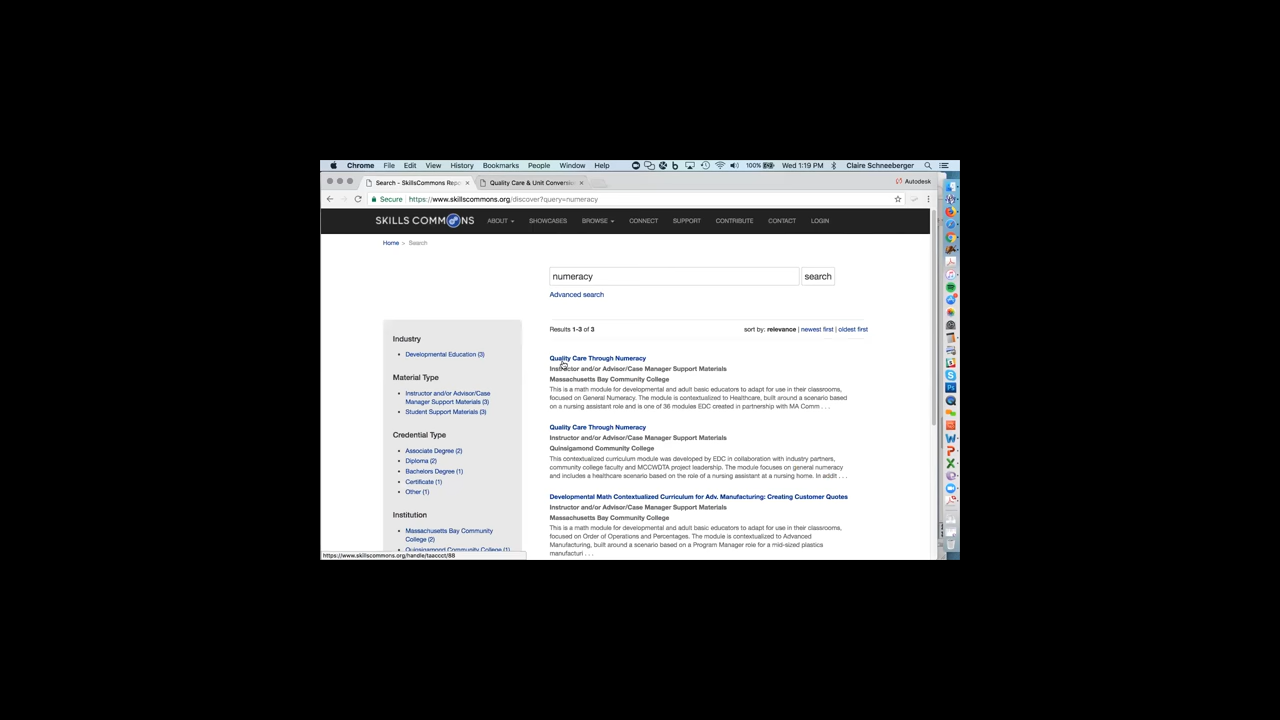 Chrome File Edit View History Bookmarks People Window Help 100% Wed 1:19 PM Claire Schneeberger
Search - SkillsCommons Repo Quality Care & Unit Conversi Autodesk
Secure https://www.skillscommons.org/discover?query=numeracy
SKILLS COMMONS ABOUT SHOWCASES BROWSE CONNECT SUPPORT CONTRIBUTE CONTACT LOGIN
Home > Search
numeracy search
Advanced search
Results 1-3 of 3 sort by: relevance | newest first | oldest first
Industry
• Developmental Education (3)
Material Type
• Instructor and/or Advisor/Case
Manager Support Materials (3)
• Student Support Materials (3)
Credential Type
• Associate Degree (2)
• Diploma (2)
• Bachelors Degree (1)
• Certificate (1)
• Other (1)
Institution
• Massachusetts Bay Community
College (2)
• Quinsigamond Community College (1)
Quality Care Through Numeracy
Instructor and/or Advisor/Case Manager Support Materials
Massachusetts Bay Community College
This is a math module for developmental and adult basic educators to adapt for use in their classrooms,
focused on General Numeracy. The module is contextualized to Healthcare, built around a scenario based
on a nursing assistant role and is one of 36 modules EDC created in partnership with MA Comm . . .
Quality Care Through Numeracy
Instructor and/or Advisor/Case Manager Support Materials
Quinsigamond Community College
This contextualized curriculum module was developed by EDC in collaboration with industry partners,
community college faculty and MCCWDTA project leadership. The module focuses on general numeracy
and includes a healthcare scenario based on the role of a nursing assistant at a nursing home. In addit . . .
Developmental Math Contextualized Curriculum for Adv. Manufacturing: Creating Customer Quotes
Instructor and/or Advisor/Case Manager Support Materials
Massachusetts Bay Community College
This is a math module for developmental and adult basic educators to adapt for use in their classrooms,
focused on Order of Operations and Percentages. The module is contextualized to Advanced
Manufacturing, built around a scenario based on a Program Manager role for a mid-sized plastics
manufacturi . . .
https://www.skillscommons.org/handle/taaccct/88